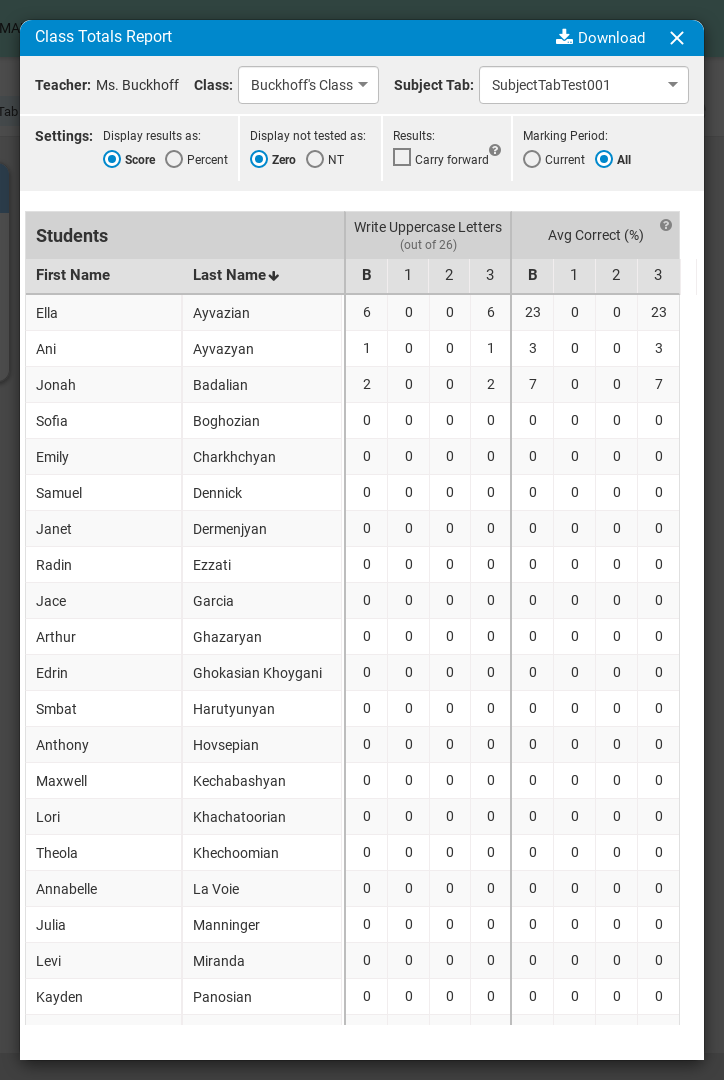 MA
Class Totals Report Download
Teacher: Ms. Buckhoff Class: Buckhoff's Class Subject Tab: SubjectTabTest001
Tab
Settings: Display results as: Display not tested as: Results: Marking Period:
Score Percent Zero NT Carry forward ? Current All
Students Write Uppercase Letters Avg Correct (%) ?
(out of 26)
First Name Last Name B 1 2 3 B 1 2 3
Ella Ayvazian 6 0 0 6 23 0 0 23
Ani Ayvazyan 1 0 0 1 3 0 0 3
Jonah Badalian 2 0 0 2 7 0 0 7
Sofia Boghozian 0 0 0 0 0 0 0 0
Emily Charkhchyan 0 0 0 0 0 0 0 0
Samuel Dennick 0 0 0 0 0 0 0 0
Janet Dermenjyan 0 0 0 0 0 0 0 0
Radin Ezzati 0 0 0 0 0 0 0 0
Jace Garcia 0 0 0 0 0 0 0 0
Arthur Ghazaryan 0 0 0 0 0 0 0 0
Edrin Ghokasian Khoygani 0 0 0 0 0 0 0 0
Smbat Harutyunyan 0 0 0 0 0 0 0 0
Anthony Hovsepian 0 0 0 0 0 0 0 0
Maxwell Kechabashyan 0 0 0 0 0 0 0 0
Lori Khachatoorian 0 0 0 0 0 0 0 0
Theola Khechoomian 0 0 0 0 0 0 0 0
Annabelle La Voie 0 0 0 0 0 0 0 0
Julia Manninger 0 0 0 0 0 0 0 0
Levi Miranda 0 0 0 0 0 0 0 0
Kayden Panosian 0 0 0 0 0 0 0 0